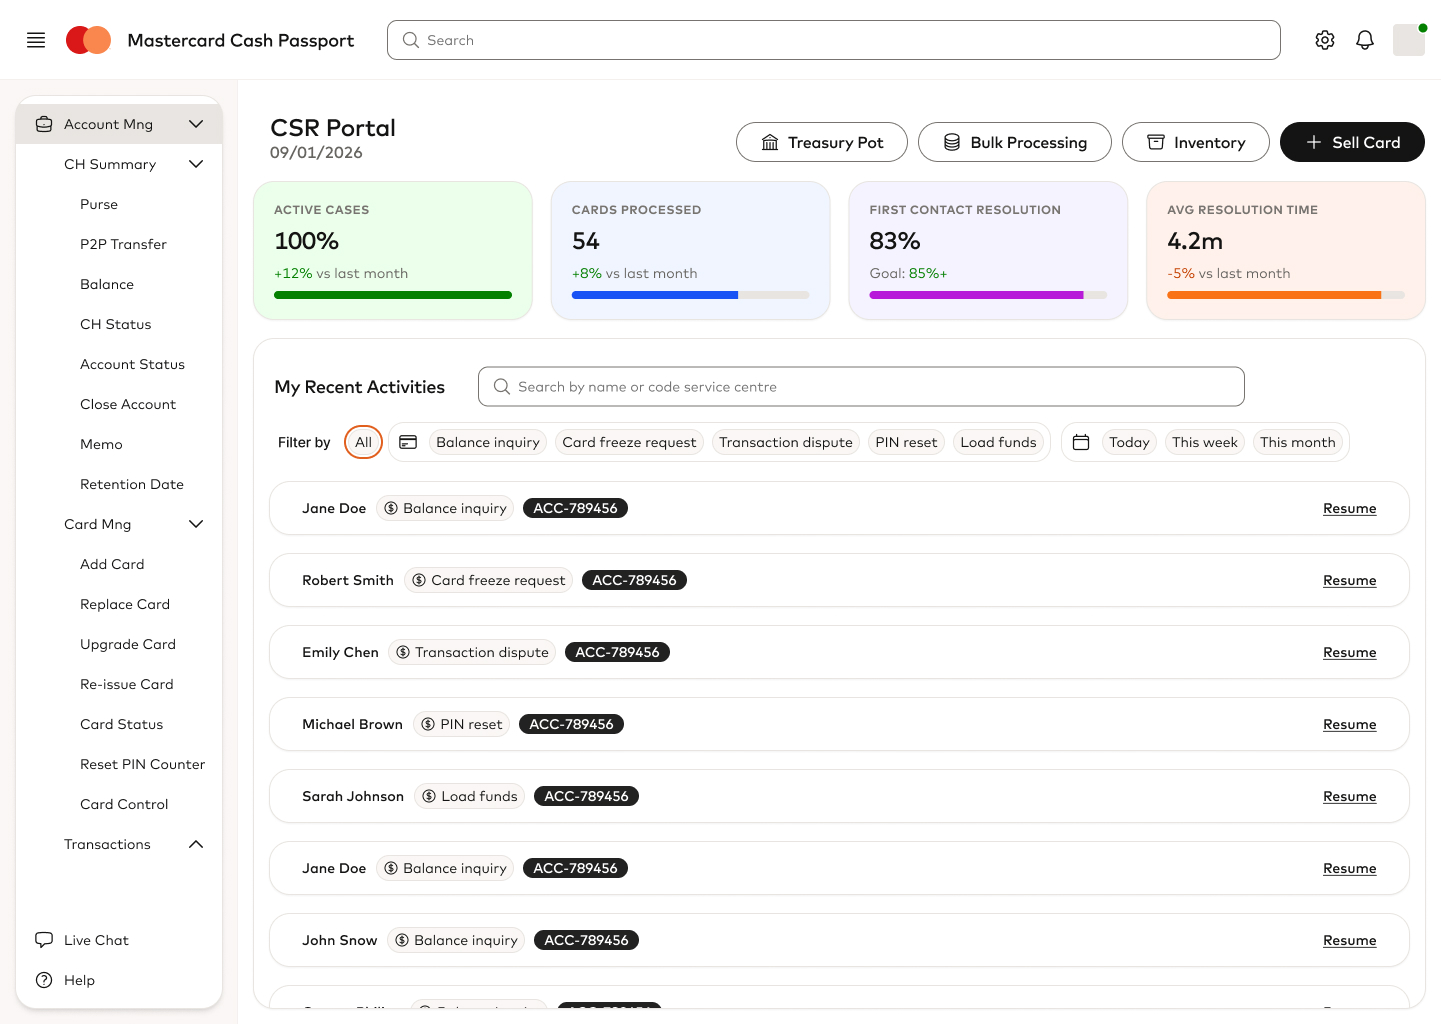 Mastercard Cash Passport
Search
Account Mng
CH Summary
Purse
P2P Transfer
Balance
CH Status
Account Status
Close Account
Memo
Retention Date
Card Mng
Add Card
Replace Card
Upgrade Card
Re-issue Card
Card Status
Reset PIN Counter
Card Control
Transactions
Live Chat
Help
CSR Portal
09/01/2026
Treasury Pot
Bulk Processing
Inventory
Sell Card
ACTIVE CASES
100%
+12% vs last month
CARDS PROCESSED
54
+8% vs last month
FIRST CONTACT RESOLUTION
83%
Goal: 85%+
AVG RESOLUTION TIME
4.2m
-5% vs last month
My Recent Activities
Search by name or code service centre
Filter by All Balance inquiry Card freeze request Transaction dispute PIN reset Load funds Today This week This month
Jane Doe Balance inquiry ACC-789456 Resume
Robert Smith Card freeze request ACC-789456 Resume
Emily Chen Transaction dispute ACC-789456 Resume
Michael Brown PIN reset ACC-789456 Resume
Sarah Johnson Load funds ACC-789456 Resume
Jane Doe Balance inquiry ACC-789456 Resume
John Snow Balance inquiry ACC-789456 Resume